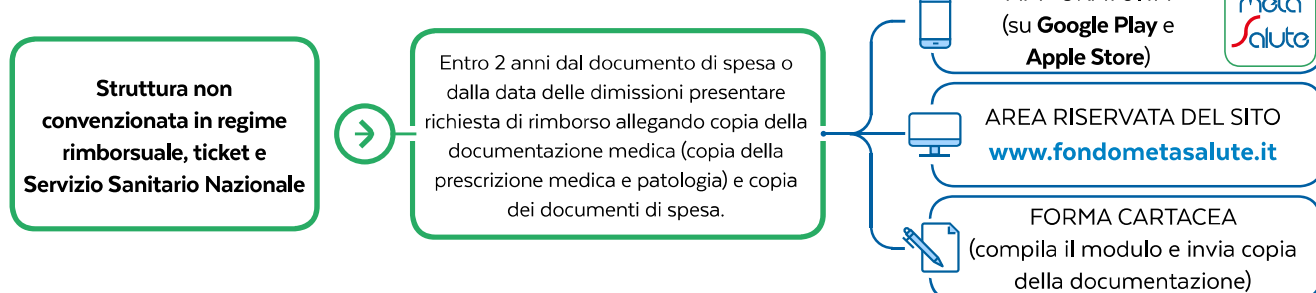 Struttura non
convenzionata in regime
rimborsuale, ticket e
Servizio Sanitario Nazionale
Entro 2 anni dal documento di spesa o
dalla data delle dimissioni presentare
richiesta di rimborso allegando copia della
documentazione medica (copia della
prescrizione medica e patologia) e copia
dei documenti di spesa.
(su Google Play e
Apple Store)
meta
Salute
AREA RISERVATA DEL SITO
www.fondometasalute.it
FORMA CARTACEA
(compila il modulo e invia copia
della documentazione)